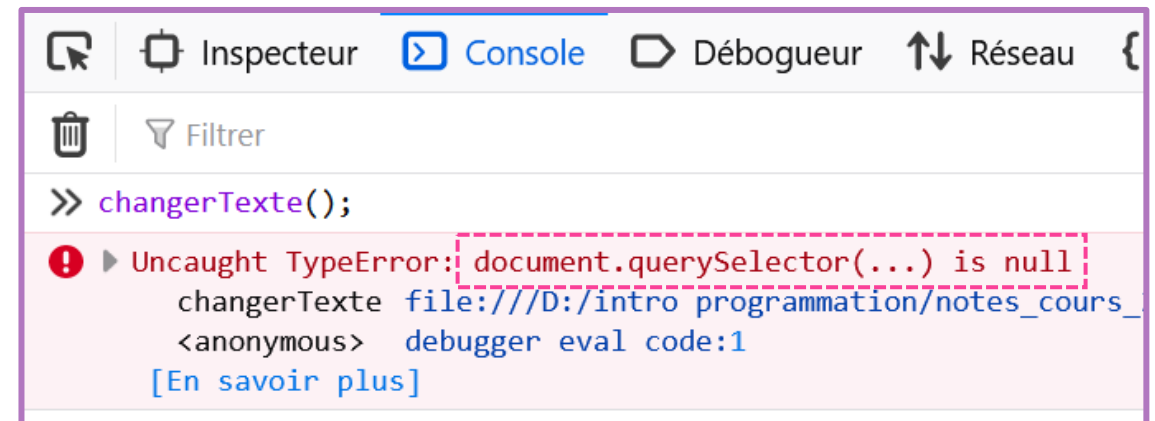 Inspecteur Console Débogueur Réseau {
Filtrer
>> changerTexte();
Uncaught TypeError: document.querySelector(...) is null
changerTexte file:///D:/intro programmation/notes_cours_
<anonymous> debugger eval code:1
[En savoir plus]